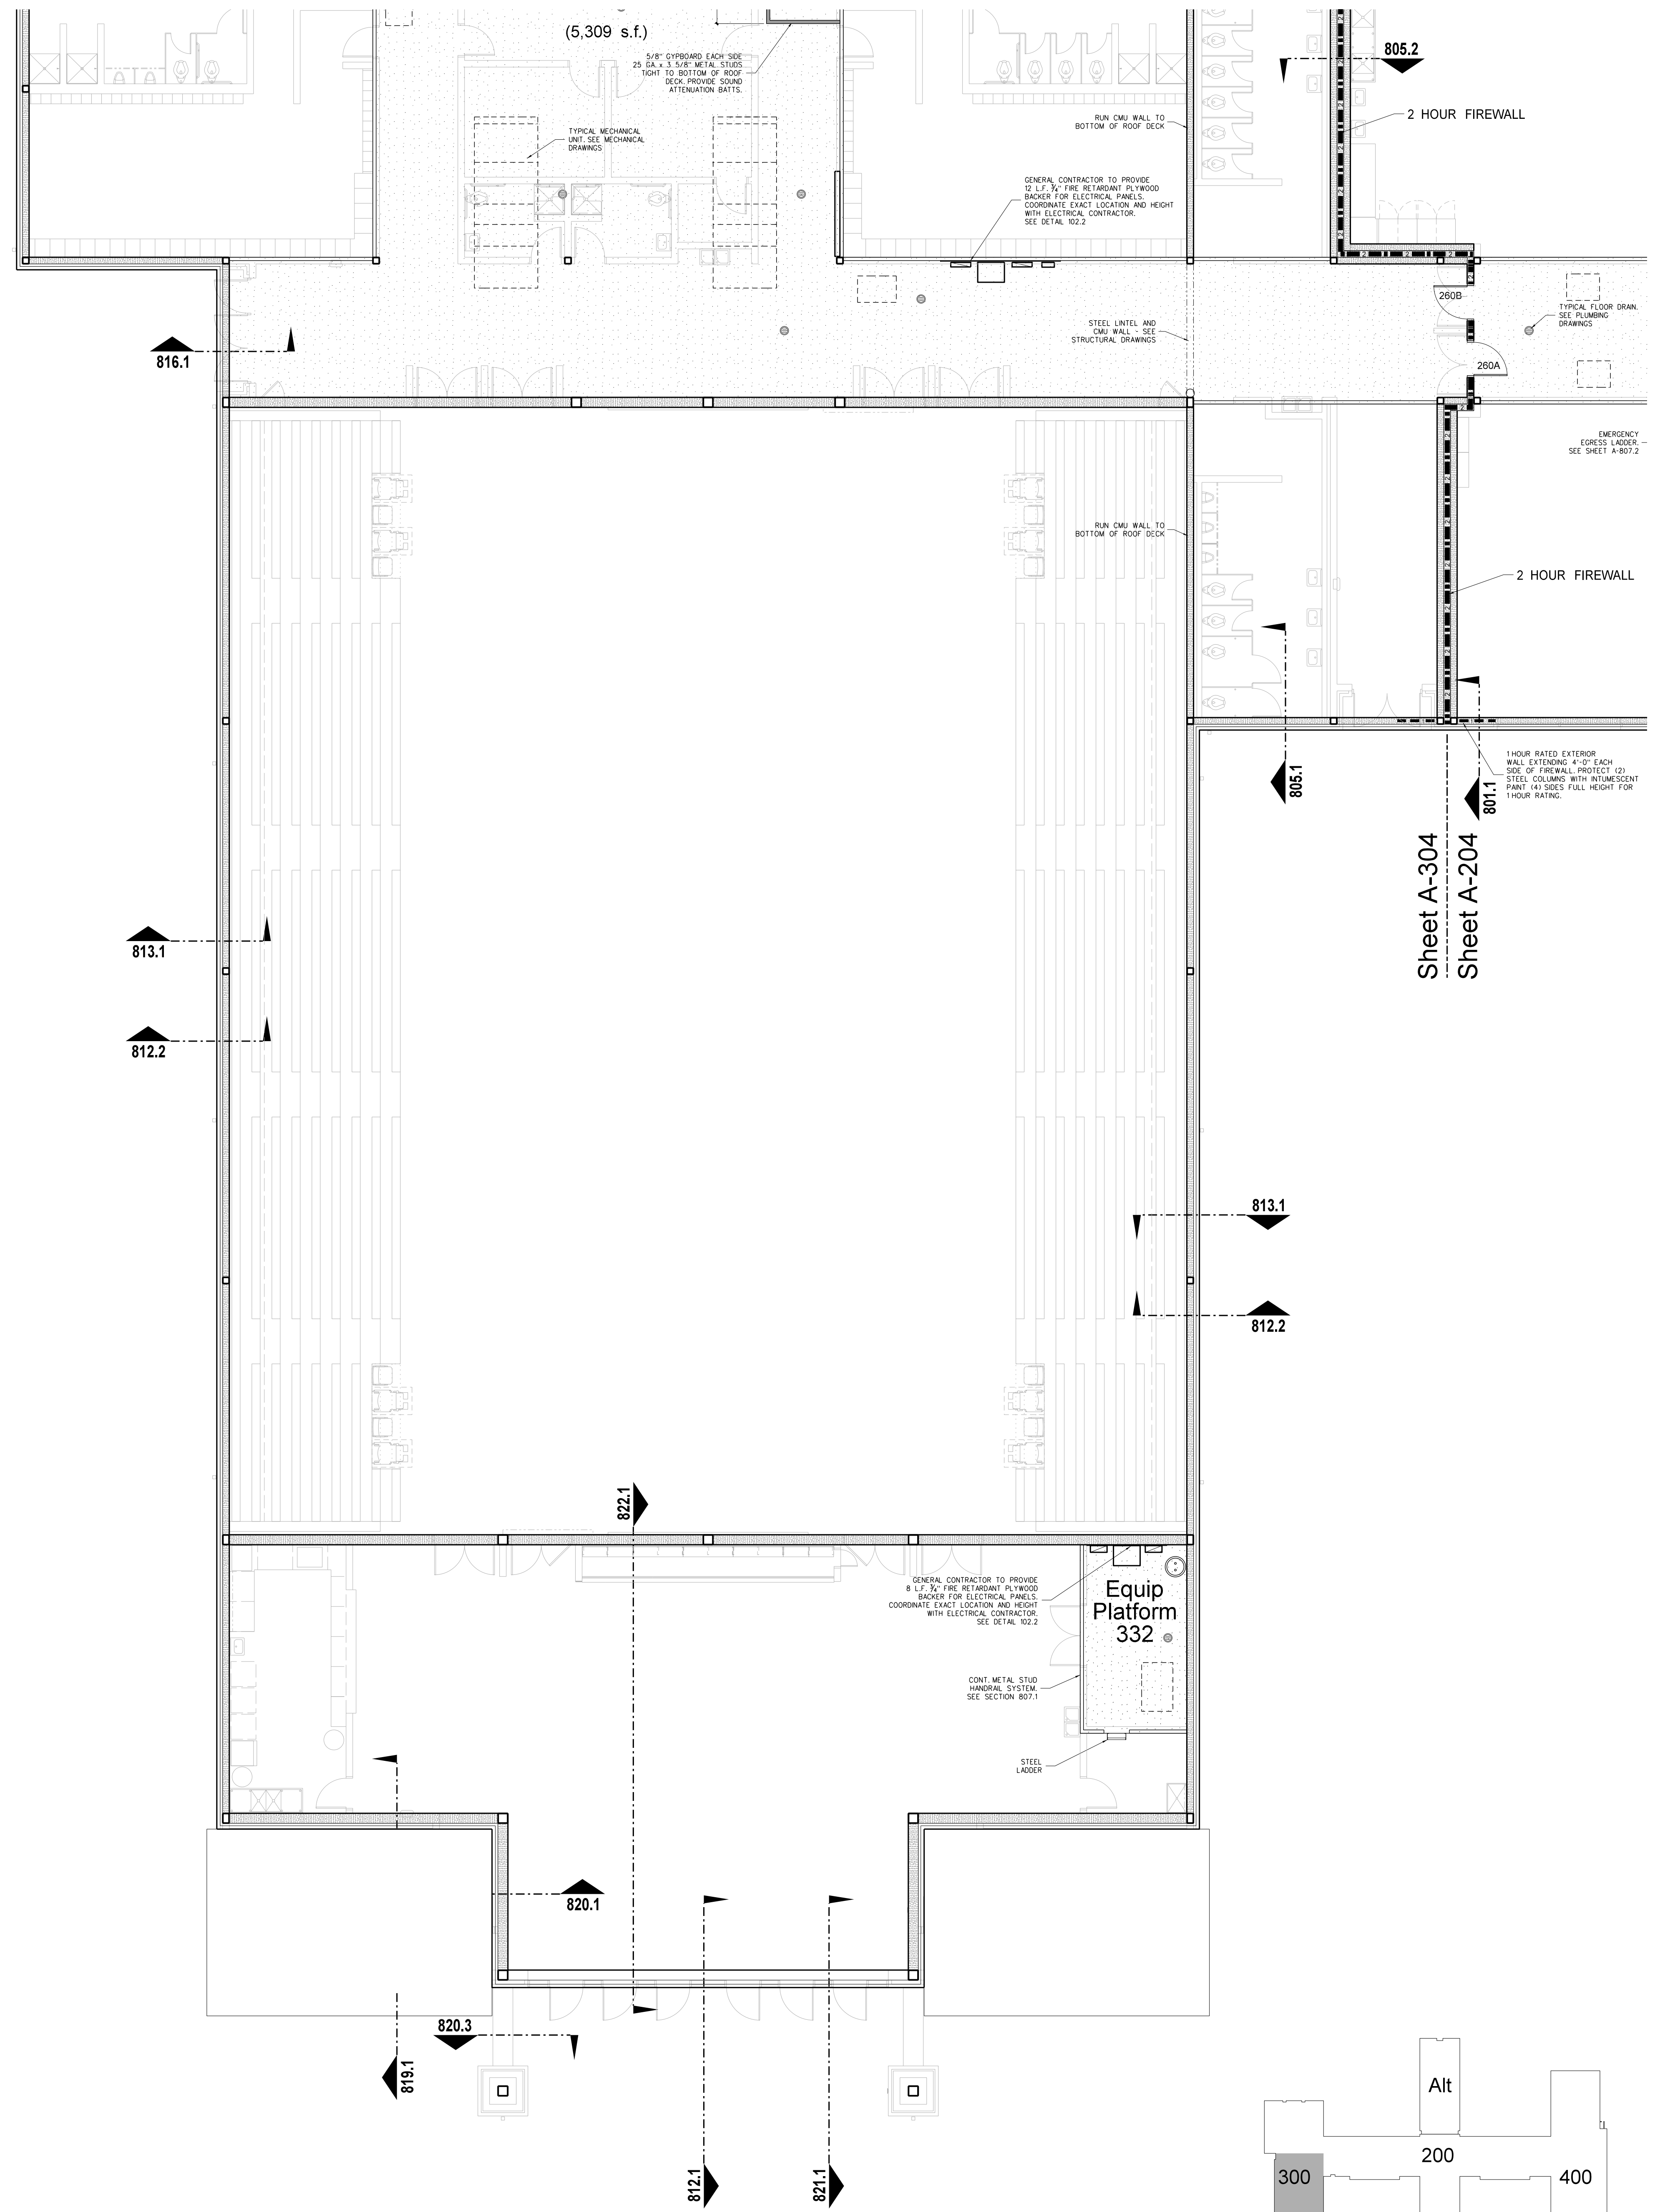 (5,309 s.f.)
5/8" GYPBOARD EACH SIDE
25 GA. x 3 5/8" METAL STUDS
TIGHT TO BOTTOM OF ROOF
DECK. PROVIDE SOUND
ATTENUATION BATTS.
805.2
2 HOUR FIREWALL
RUN CMU WALL TO
BOTTOM OF ROOF DECK
TYPICAL MECHANICAL
UNIT. SEE MECHANICAL
DRAWINGS
GENERAL CONTRACTOR TO PROVIDE
12 L.F. 3/4" FIRE RETARDANT PLYWOOD
BACKER FOR ELECTRICAL PANELS.
COORDINATE EXACT LOCATION AND HEIGHT
WITH ELECTRICAL CONTRACTOR.
SEE DETAIL 102.2
2 2 2
260B
TYPICAL FLOOR DRAIN.
SEE PLUMBING
DRAWINGS
STEEL LINTEL AND
CMU WALL - SEE
STRUCTURAL DRAWINGS
816.1
260A
2
EMERGENCY
EGRESS LADDER.
SEE SHEET A-807.2
RUN CMU WALL TO
BOTTOM OF ROOF DECK
2 HOUR FIREWALL
805.1
801.1
1 HOUR RATED EXTERIOR
WALL EXTENDING 4'-0" EACH
SIDE OF FIREWALL. PROTECT (2)
STEEL COLUMNS WITH INTUMESCENT
PAINT (4) SIDES FULL HEIGHT FOR
1 HOUR RATING.
Sheet A-304
Sheet A-204
813.1
812.2
813.1
812.2
822.1
GENERAL CONTRACTOR TO PROVIDE
8 L.F. 3/4" FIRE RETARDANT PLYWOOD
BACKER FOR ELECTRICAL PANELS.
COORDINATE EXACT LOCATION AND HEIGHT
WITH ELECTRICAL CONTRACTOR.
SEE DETAIL 102.2
Equip
Platform
332
CONT. METAL STUD
HANDRAIL SYSTEM.
SEE SECTION 807.1
STEEL
LADDER
820.1
820.3
819.1
812.1
821.1
Alt
200
300
400